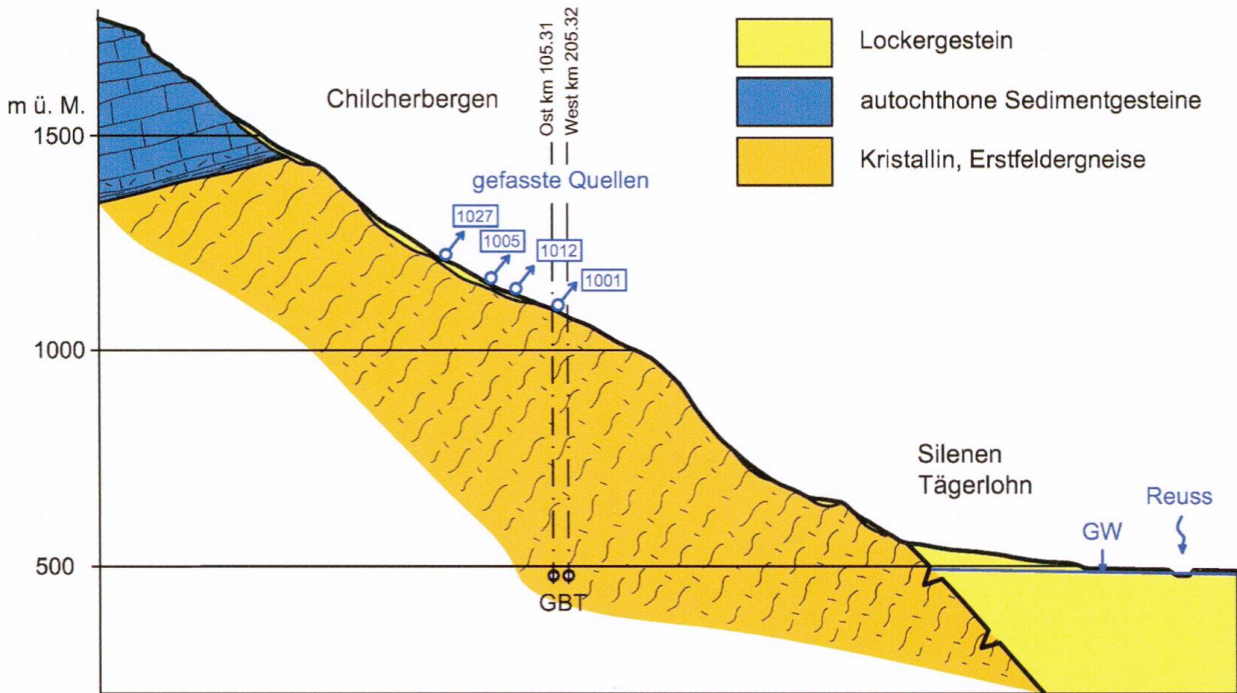 Lockergestein
autochthone Sedimentgesteine
Kristallin, Erstfeldergneise
m ü. M.
1500
1000
500
Chilcherbergen
Ost km 105.31
West km 205.32
gefasste Quellen
1027
1005
1012
1001
GBT
Silenen
Tägerlohn
Reuss
GW